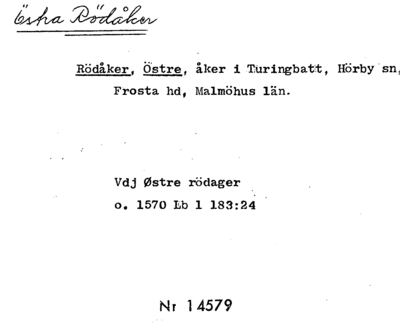 Östra Rödåker
Rödåker, Östre, åker i Turingbatt, Hörby sn,
Frosta hd, Malmöhus län.
Vdj Østre rödager
o. 1570 Lb 1 183:24
Nr 14579